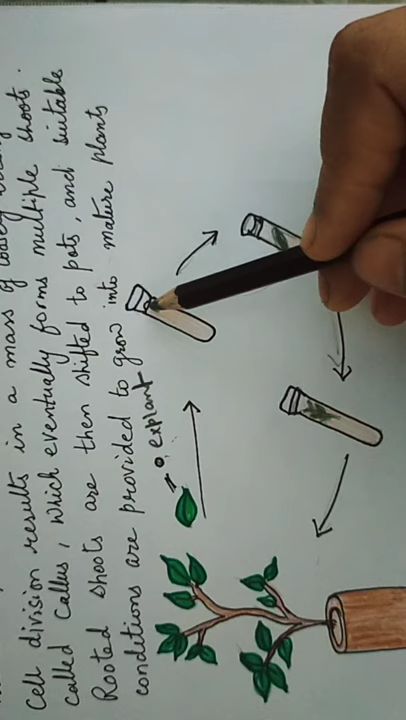 Cell division results in a mass of loosely
called Callus, which eventually forms multiple shoots.
Rooted shoots are then shifted to pots, and suitable
conditions are provided to grow into mature plants
explant